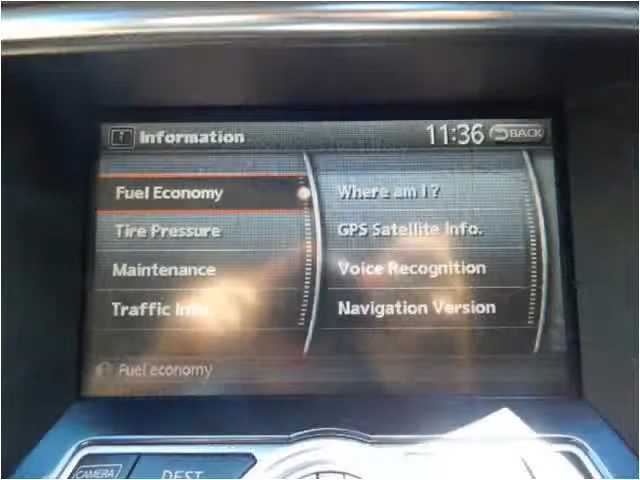 Information
11:36 BACK
Fuel Economy
Where am I?
Tire Pressure
GPS Satellite Info.
Maintenance
Voice Recognition
Traffic Info.
Navigation Version
Fuel economy
CAMERA
DEST